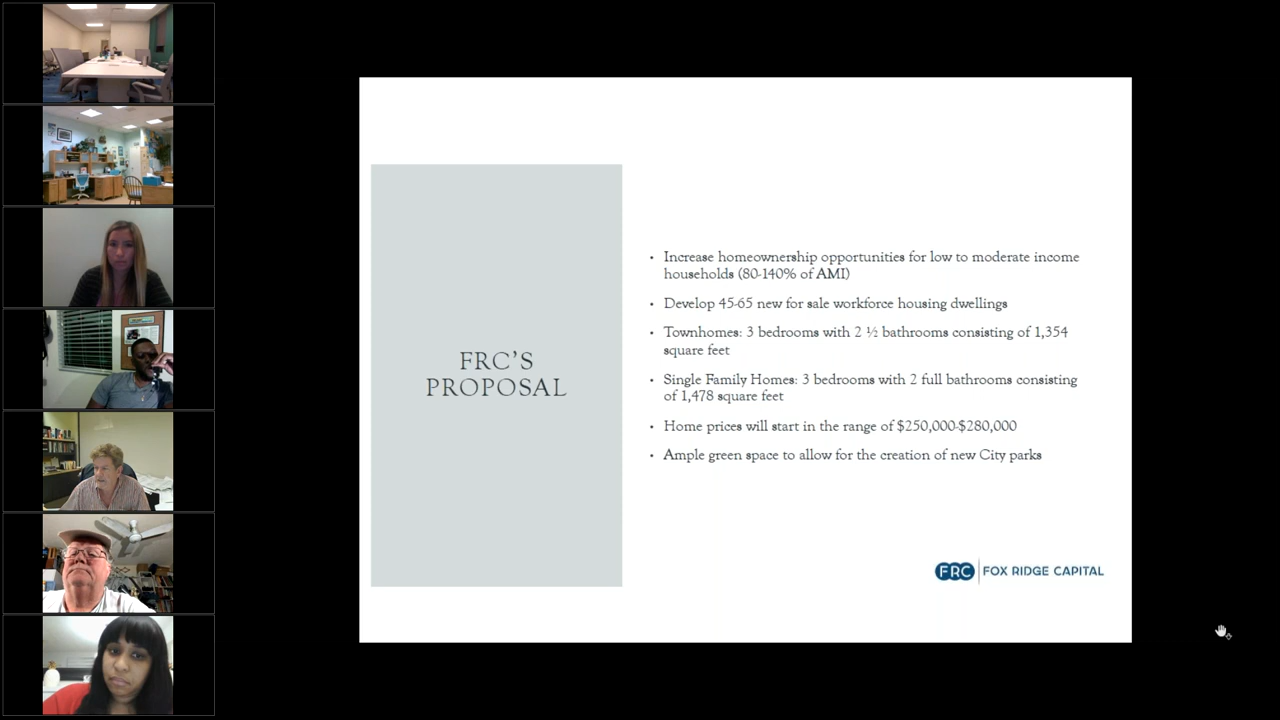 FRC'S
PROPOSAL
• Increase homeownership opportunities for low to moderate income
households (80-140% of AMI)
• Develop 45-65 new for sale workforce housing dwellings
• Townhomes: 3 bedrooms with 2 ½ bathrooms consisting of 1,354
square feet
• Single Family Homes: 3 bedrooms with 2 full bathrooms consisting
of 1,478 square feet
• Home prices will start in the range of $250,000-$280,000
• Ample green space to allow for the creation of new City parks
FRC FOX RIDGE CAPITAL